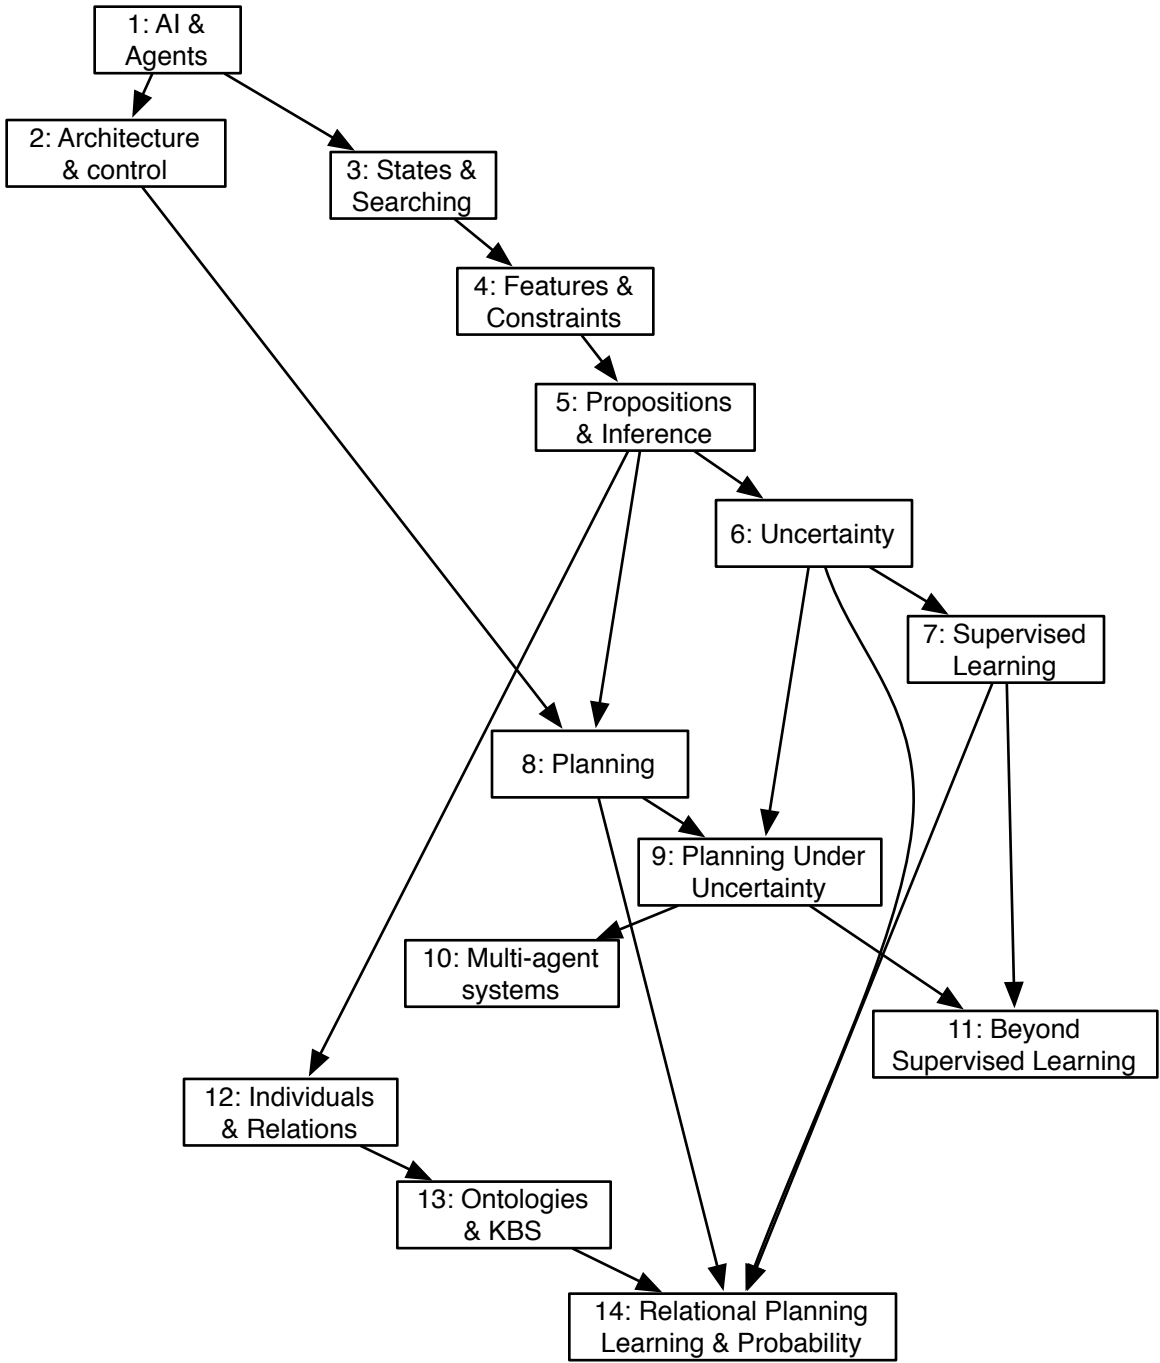 1: AI &
Agents
2: Architecture
& control
3: States &
Searching
4: Features &
Constraints
5: Propositions
& Inference
6: Uncertainty
7: Supervised
Learning
8: Planning
9: Planning Under
Uncertainty
10: Multi-agent
systems
11: Beyond
Supervised Learning
12: Individuals
& Relations
13: Ontologies
& KBS
14: Relational Planning
Learning & Probability